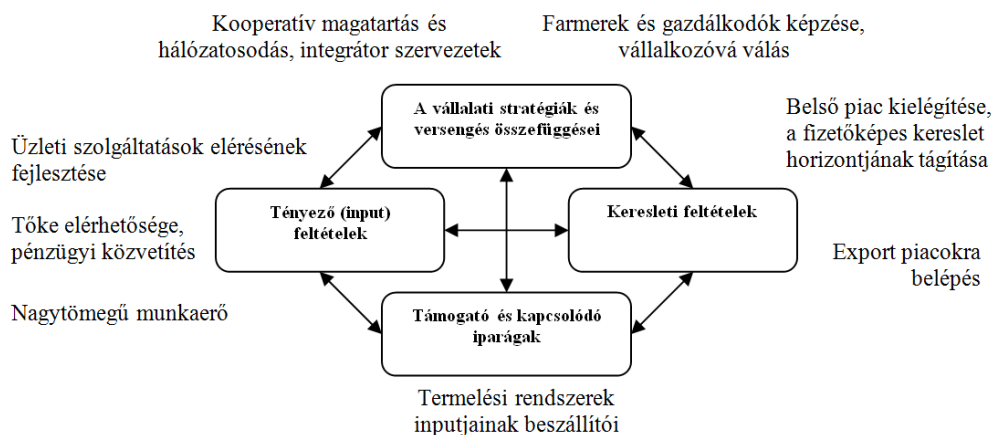 Kooperatív magatartás és
hálózatosodás, integrátor szervezetek
Farmerek és gazdálkodók képzése,
vállalkozóvá válás
A vállalati stratégiák és
versengés összefüggései
Belső piac kielégítése,
a fizetőképes kereslet
horizontjának tágítása
Üzleti szolgáltatások elérésének
fejlesztése
Tényező (input)
feltételek
Keresleti feltételek
Tőke elérhetősége,
pénzügyi közvetítés
Export piacokra
belépés
Nagytömegű munkaerő
Támogató és kapcsolódó
iparágak
Termelési rendszerek
inputjainak beszállítói